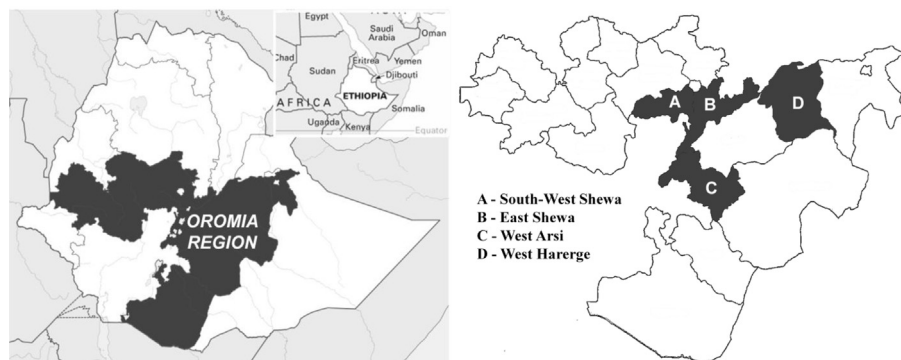 Egypt
Saudi
Arabia
Oman
Chad
Sudan
Eritrea
Yemen
Djibouti
ETHIOPIA
AFRICA
Somalia
Uganda
Kenya
Equator
OROMIA
REGION
A
B
D
C
A - South-West Shewa
B - East Shewa
C - West Arsi
D - West Harerge